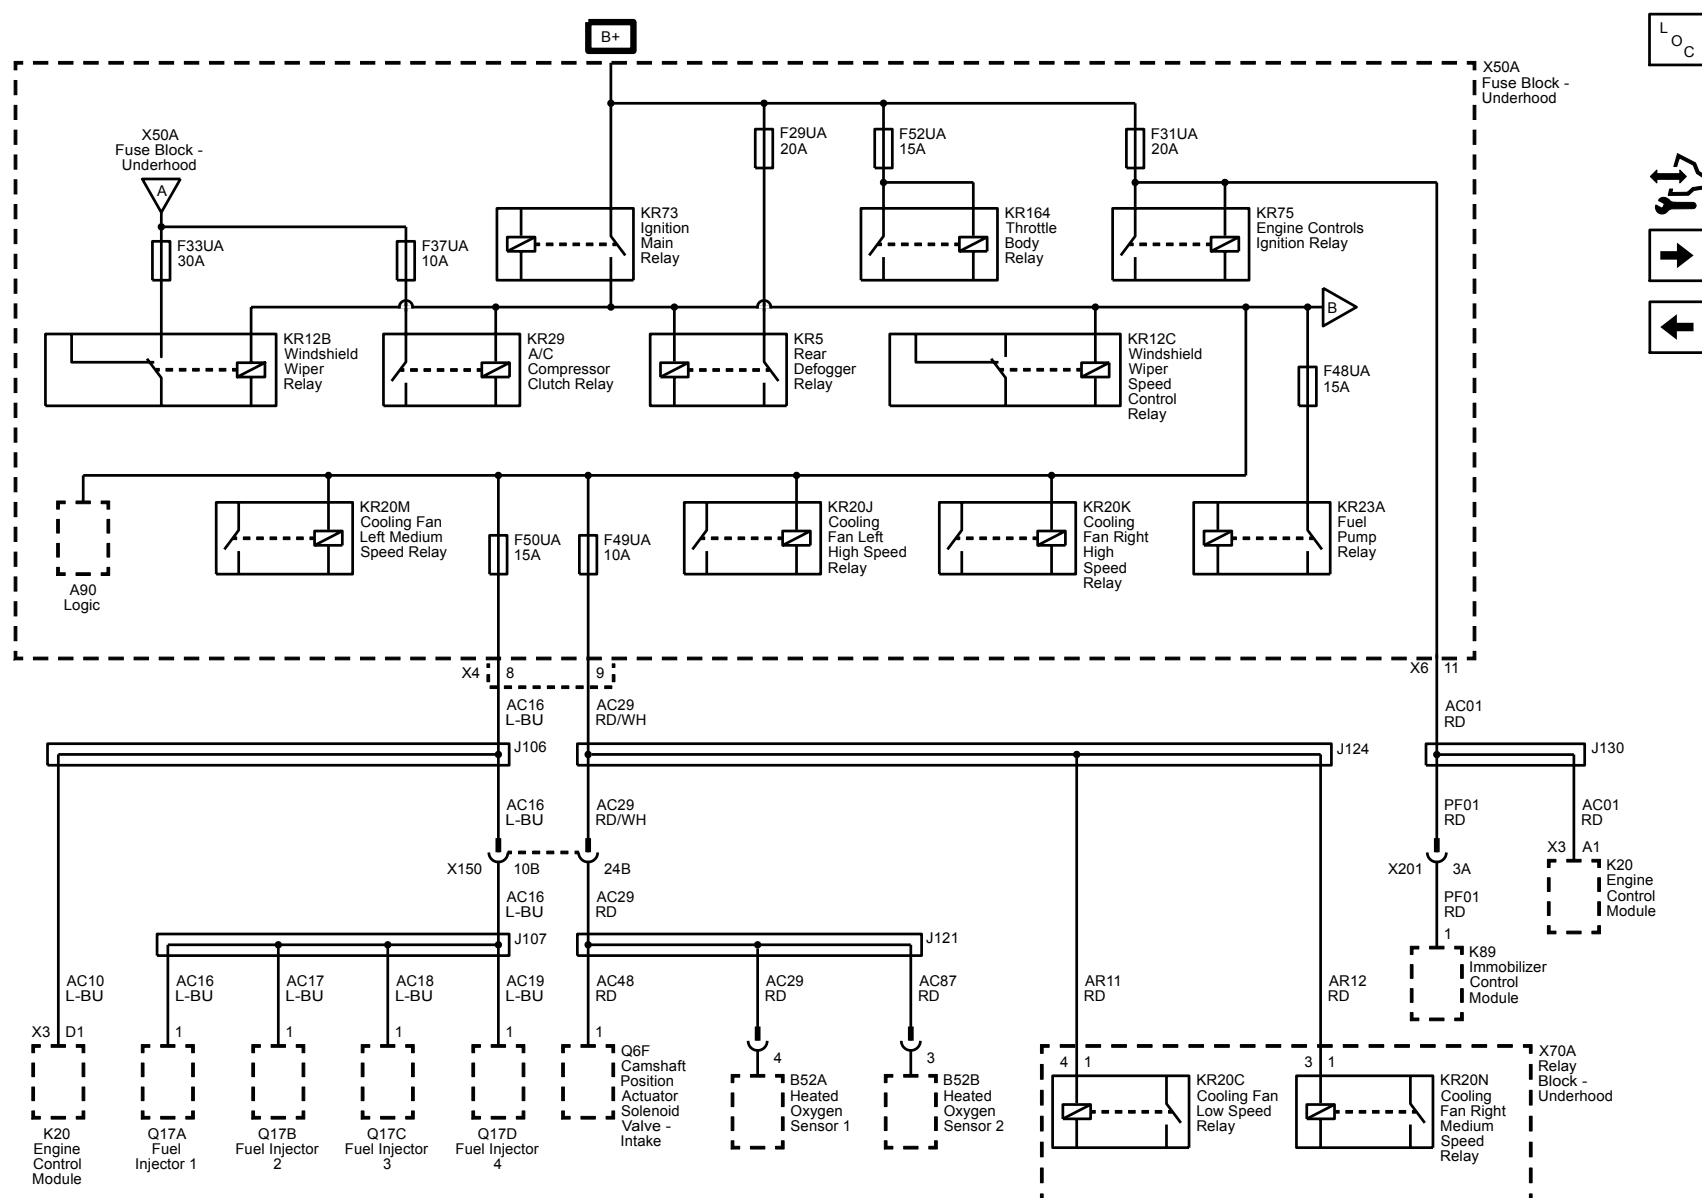 B+
L
O
C
X50A
Fuse Block -
Underhood
X50A
Fuse Block -
Underhood
A
F29UA
20A
F52UA
15A
F31UA
20A
F33UA
30A
F37UA
10A
KR73
Ignition
Main
Relay
KR164
Throttle
Body
Relay
KR75
Engine Controls
Ignition Relay
B
KR12B
Windshield
Wiper
Relay
KR29
A/C
Compressor
Clutch Relay
KR5
Rear
Defogger
Relay
KR12C
Windshield
Wiper
Speed
Control
Relay
F48UA
15A
A90
Logic
KR20M
Cooling Fan
Left Medium
Speed Relay
F50UA
15A
F49UA
10A
KR20J
Cooling
Fan Left
High Speed
Relay
KR20K
Cooling
Fan Right
High
Speed
Relay
KR23A
Fuel
Pump
Relay
X4
8
9
X6
11
AC16
L-BU
AC29
RD/WH
AC01
RD
J106
J124
J130
AC16
L-BU
AC29
RD/WH
PF01
RD
AC01
RD
X150
10B
24B
X201
3A
X3
A1
K20
Engine
Control
Module
AC16
L-BU
AC29
RD
PF01
RD
J107
J121
1
K89
Immobilizer
Control
Module
AC10
L-BU
AC16
L-BU
AC17
L-BU
AC18
L-BU
AC19
L-BU
AC48
RD
AC29
RD
AC87
RD
AR11
RD
AR12
RD
X3
D1
1
1
1
1
1
4
3
4
1
3
1
K20
Engine
Control
Module
Q17A
Fuel
Injector 1
Q17B
Fuel Injector
2
Q17C
Fuel Injector
3
Q17D
Fuel Injector
4
Q6F
Camshaft
Position
Actuator
Solenoid
Valve -
Intake
B52A
Heated
Oxygen
Sensor 1
B52B
Heated
Oxygen
Sensor 2
KR20C
Cooling Fan
Low Speed
Relay
KR20N
Cooling
Fan Right
Medium
Speed
Relay
X70A
Relay
Block -
Underhood